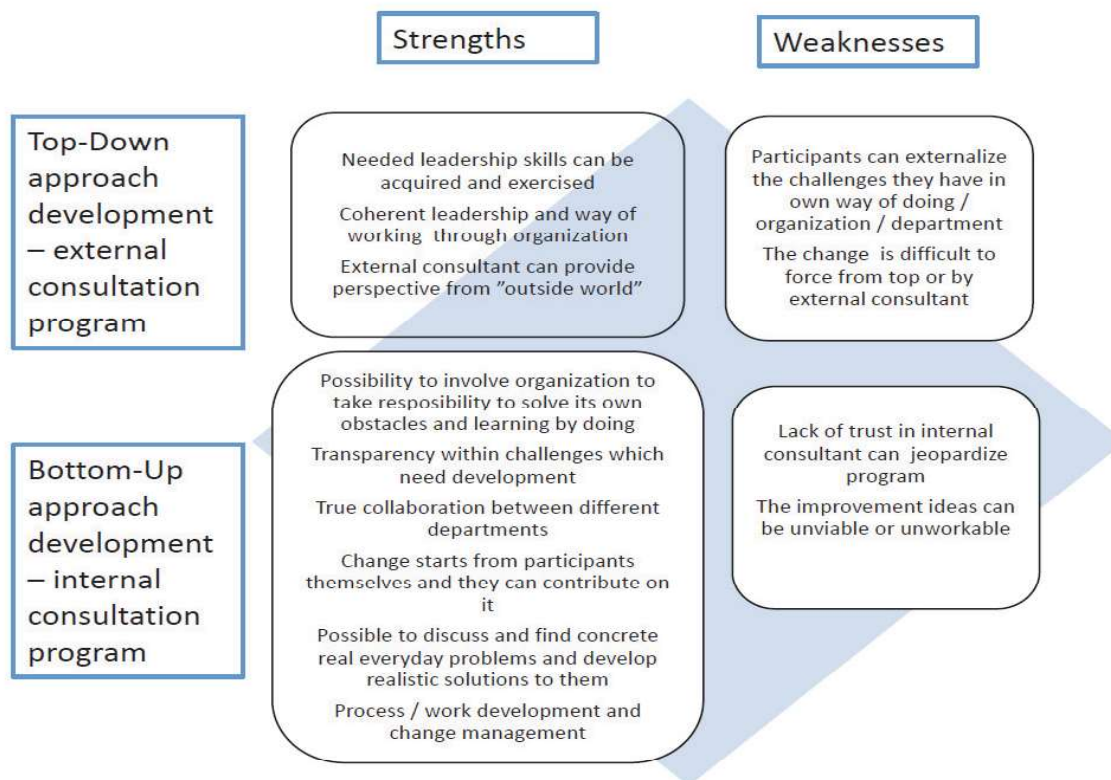 Strengths
Weaknesses
Top-Down
approach
development
– external
consultation
program
Needed leadership skills can be
acquired and exercised
Coherent leadership and way of
working through organization
External consultant can provide
perspective from ”outside world”
Participants can externalize
the challenges they have in
own way of doing /
organization / department
The change is difficult to
force from top or by
external consultant
Bottom-Up
approach
development
– internal
consultation
program
Possibility to involve organization to
take resposibility to solve its own
obstacles and learning by doing
Transparency within challenges which
need development
True collaboration between different
departments
Change starts from participants
themselves and they can contribute on
it
Possible to discuss and find concrete
real everyday problems and develop
realistic solutions to them
Process / work development and
change management
Lack of trust in internal
consultant can jeopardize
program
The improvement ideas can
be unviable or unworkable